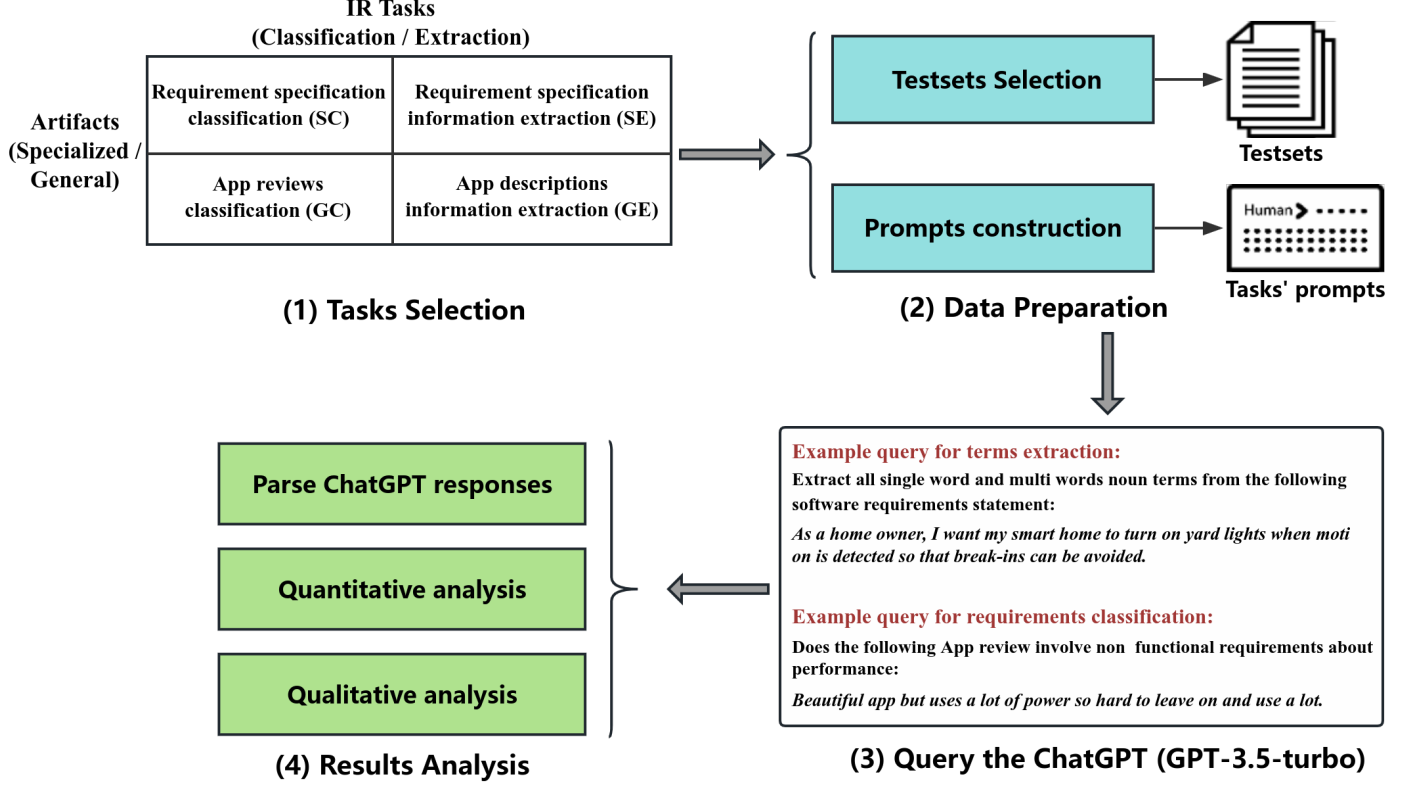 IR Tasks
(Classification / Extraction)
Artifacts
(Specialized /
General)
Requirement specification
classification (SC)
Requirement specification
information extraction (SE)
App reviews
classification (GC)
App descriptions
information extraction (GE)
(1) Tasks Selection
Testsets Selection
Testsets
Prompts construction
Human
Tasks' prompts
(2) Data Preparation
Example query for terms extraction:
Extract all single word and multi words noun terms from the following
software requirements statement:
As a home owner, I want my smart home to turn on yard lights when moti
on is detected so that break-ins can be avoided.
Example query for requirements classification:
Does the following App review involve non  functional requirements about
performance:
Beautiful app but uses a lot of power so hard to leave on and use a lot.
(3) Query the ChatGPT (GPT-3.5-turbo)
Parse ChatGPT responses
Quantitative analysis
Qualitative analysis
(4) Results Analysis